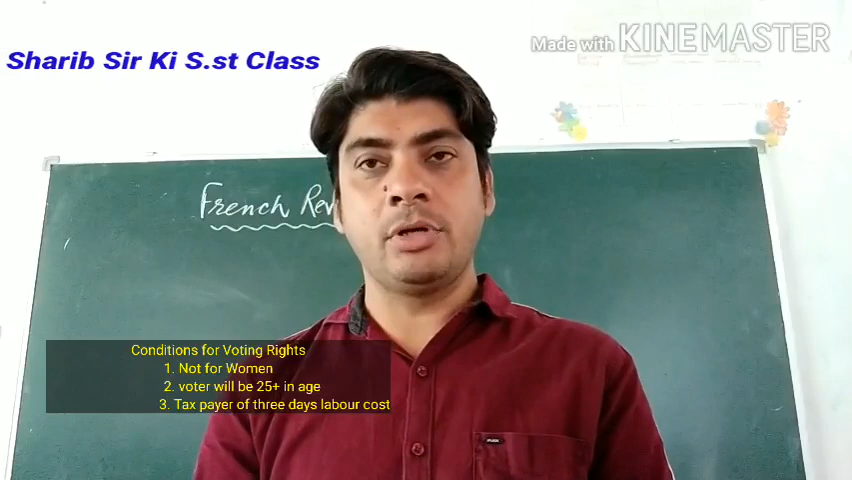 Sharib Sir Ki S.st Class
Made with KINEMASTER
French Rev
Conditions for Voting Rights
1. Not for Women
2. voter will be 25+ in age
3. Tax payer of three days labour cost